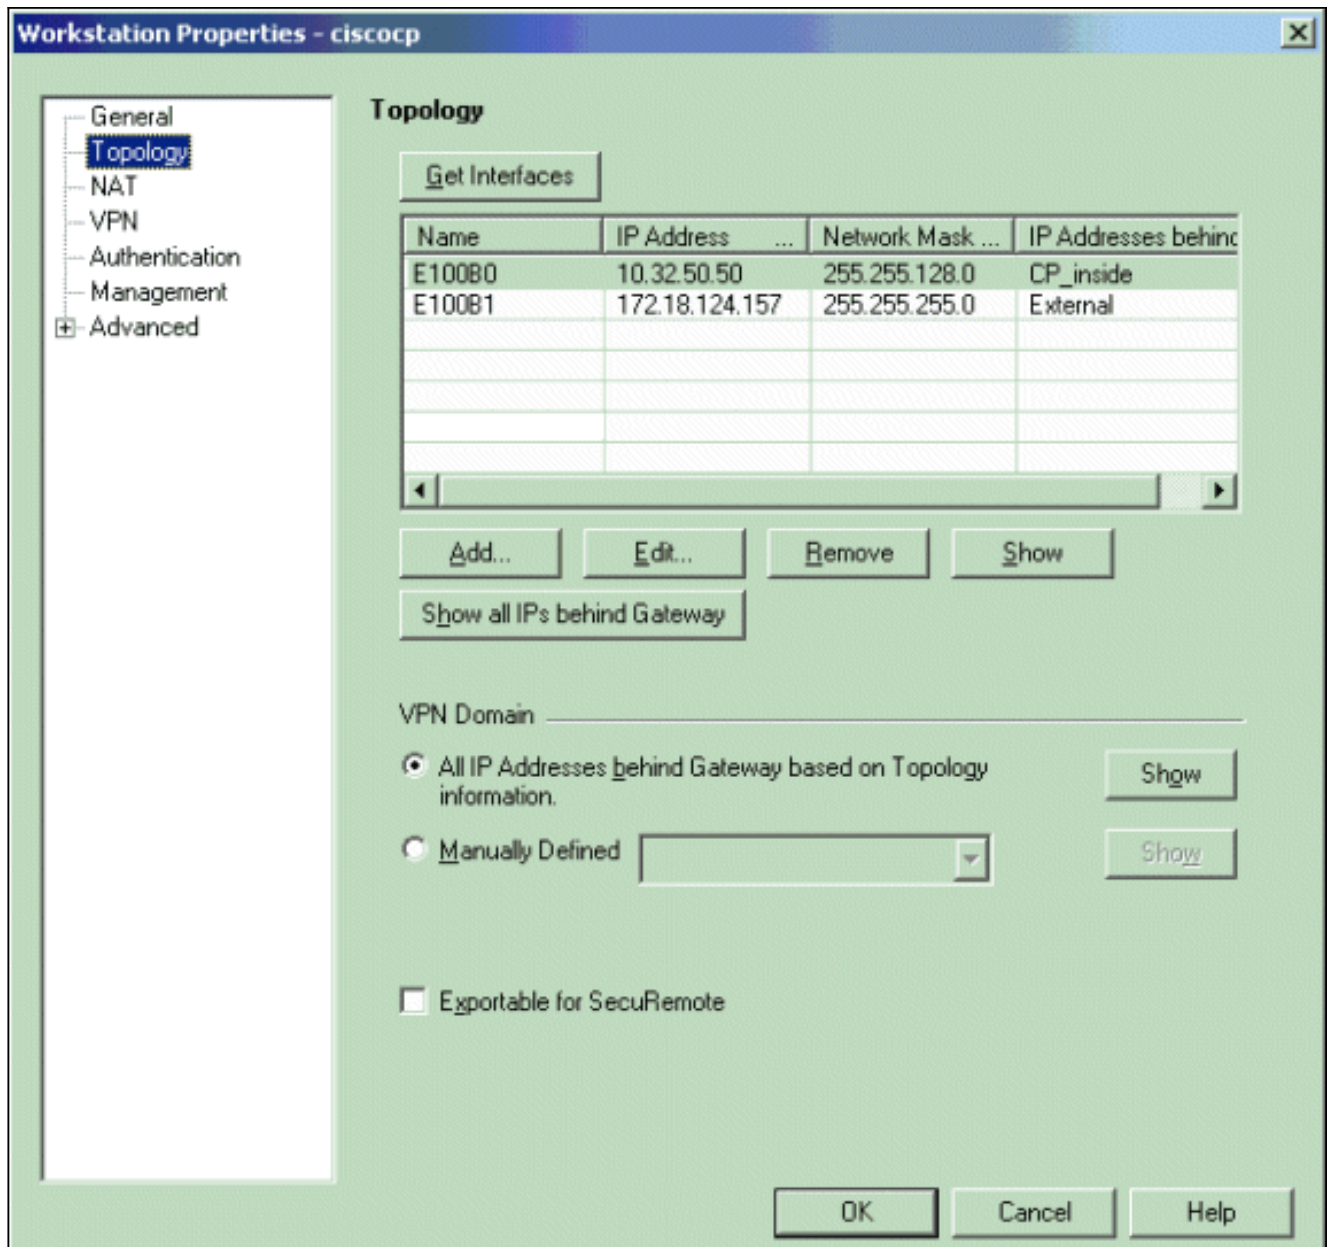 Workstation Properties - ciscocp
General
Topology
NAT
VPN
Authentication
Management
Advanced
Topology
Get Interfaces
Name IP Address ... Network Mask ... IP Addresses behind
E100B0 10.32.50.50 255.255.128.0 CP_inside
E100B1 172.18.124.157 255.255.255.0 External
Add... Edit... Remove Show
Show all IPs behind Gateway
VPN Domain
All IP Addresses behind Gateway based on Topology
information.
Show
Manually Defined
Show
Exportable for SecuRemote
OK Cancel Help